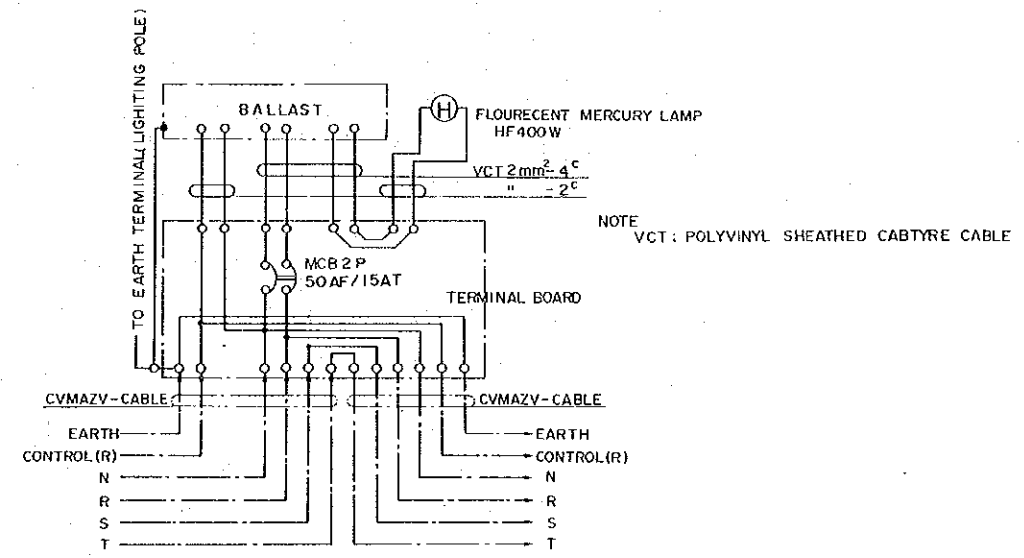 TO EARTH TERMINAL(LIGHITING POLE)
BALLAST
H
FLOURECENT MERCURY LAMP
HF400W
VCT 2mm²-4ᶜ
" -2ᶜ
NOTE
VCT : POLYVINYL SHEATHED CABTYRE CABLE
MCB 2P
50AF/15AT
TERMINAL BOARD
CVMAZV-CABLE
CVMAZV-CABLE
EARTH
EARTH
CONTROL(R)
CONTROL(R)
N
N
R
R
S
S
T
T